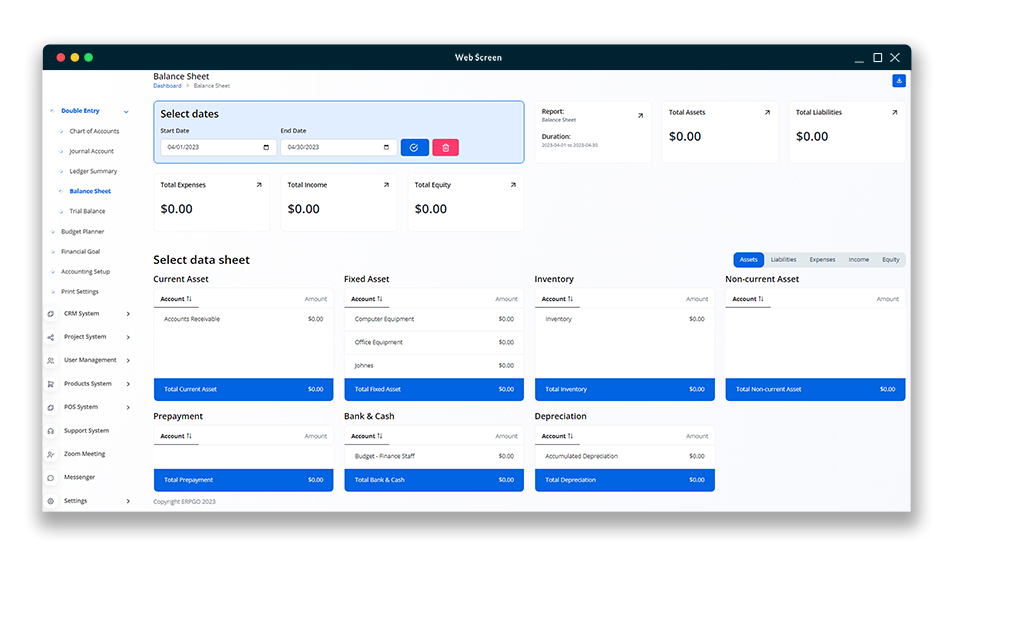 Web Screen
Balance Sheet
Dashboard > Balance Sheet
Double Entry
Chart of Accounts
Journal Account
Ledger Summary
Balance Sheet
Trial Balance
Budget Planner
Financial Goal
Accounting Setup
Print Settings
CRM System
Project System
User Management
Products System
POS System
Support System
Zoom Meeting
Messenger
Settings
Select dates
Start Date End Date
04/01/2023 04/30/2023
Report:
Balance Sheet
Duration:
2023-04-01 to 2023-04-30
Total Assets
$0.00
Total Liabilities
$0.00
Total Expenses
$0.00
Total Income
$0.00
Total Equity
$0.00
Select data sheet
Assets Liabilities Expenses Income Equity
Current Asset
Account Amount
Accounts Receivable $0.00
Total Current Asset $0.00
Fixed Asset
Account Amount
Computer Equipment $0.00
Office Equipment $0.00
Johnes $0.00
Total Fixed Asset $0.00
Inventory
Account Amount
Inventory $0.00
Total Inventory $0.00
Non-current Asset
Account Amount
Total Non-current Asset $0.00
Prepayment
Account Amount
Total Prepayment $0.00
Bank & Cash
Account Amount
Budget - Finance Staff $0.00
Total Bank & Cash $0.00
Depreciation
Account Amount
Accumulated Depreciation $0.00
Total Depreciation $0.00
Copyright ERPGO 2023